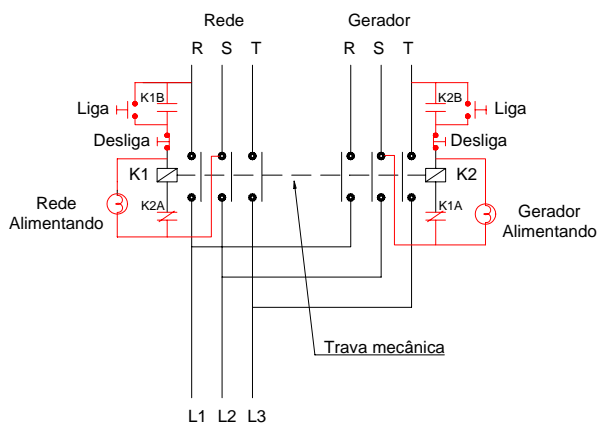 Rede Gerador
R S T R S T
K1B K2B
Liga Liga
Desliga Desliga
K1 K2
K2A K1A
Rede
Alimentando
Gerador
Alimentando
Trava mecânica
L1 L2 L3